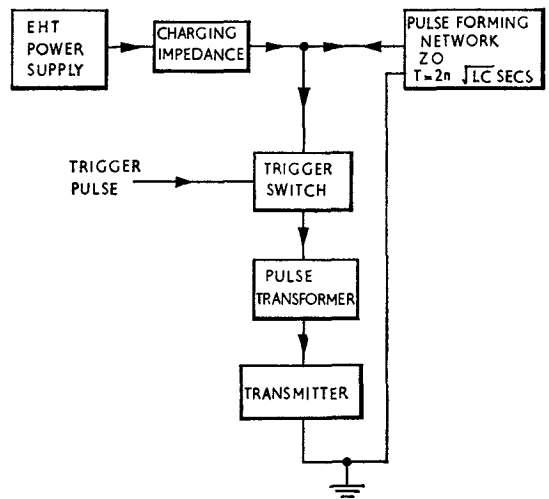 EHT
POWER
SUPPLY
CHARGING
IMPEDANCE
PULSE FORMING
NETWORK
ZO
T=2n √LC SECS
TRIGGER
PULSE
TRIGGER
SWITCH
PULSE
TRANSFORMER
TRANSMITTER